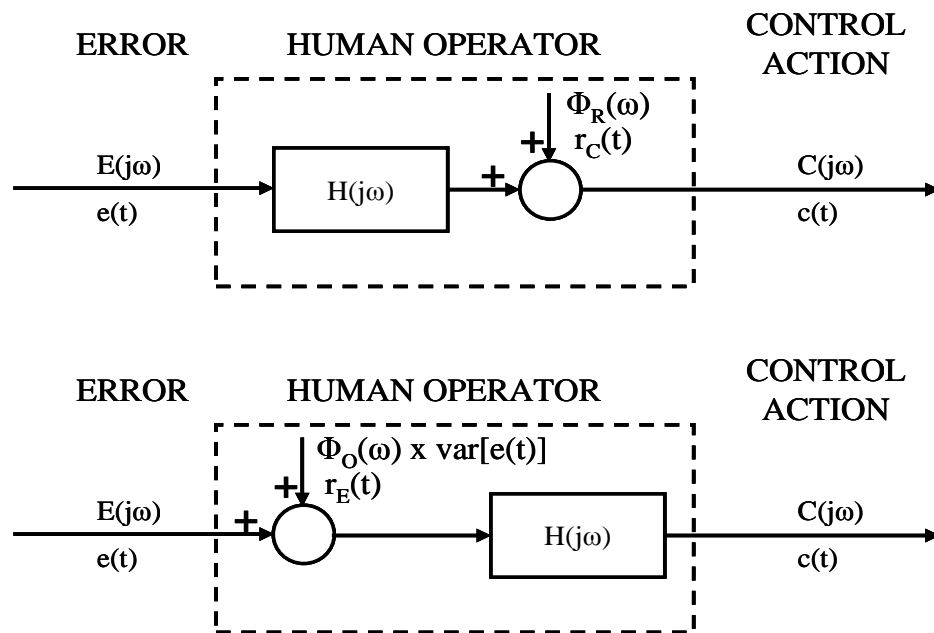 ERROR
HUMAN OPERATOR
CONTROL
ACTION
Φ_R(ω)
r_C(t)
+
+
E(jω)
e(t)
H(jω)
C(jω)
c(t)
ERROR
HUMAN OPERATOR
CONTROL
ACTION
Φ_O(ω) x var[e(t)]
r_E(t)
+
+
E(jω)
e(t)
H(jω)
C(jω)
c(t)